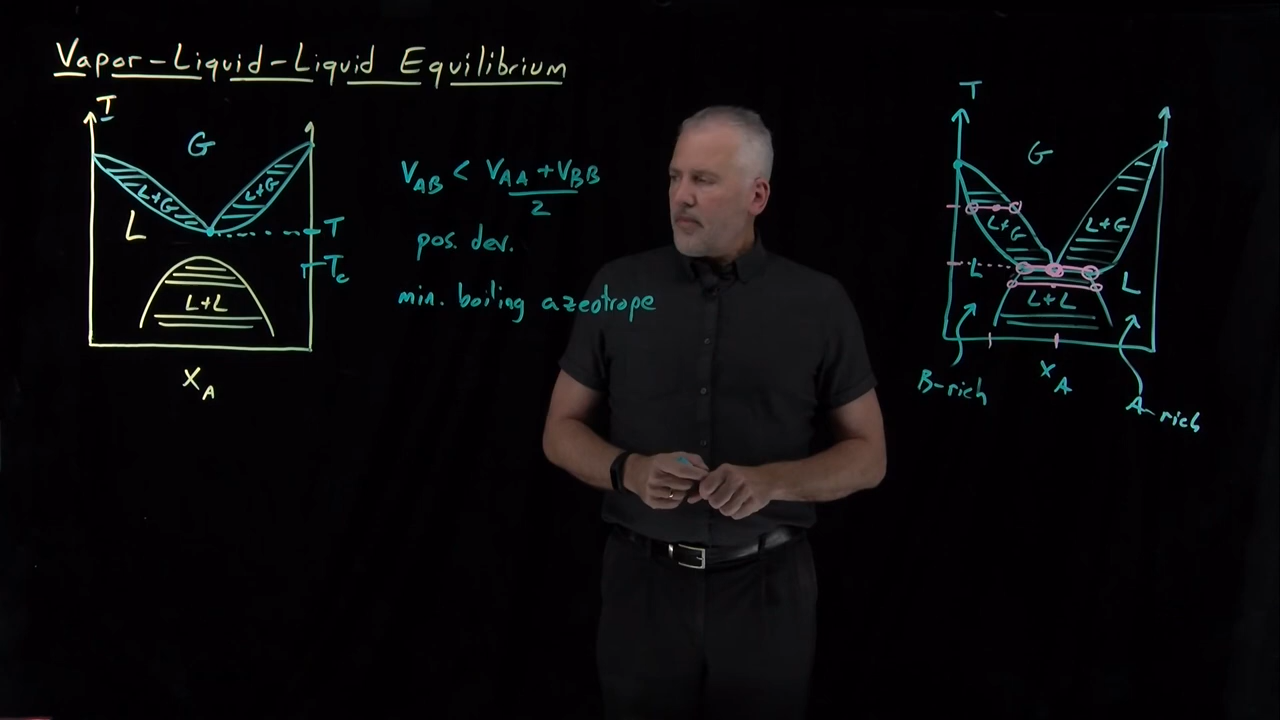 Vapor-Liquid-Liquid Equilibrium
T
G
L+G
L+G
L
T
Tc
L+L
xA
VAB < VAA + VBB
2
pos. dev.
min. boiling azeotrope
T
G
L+G
L+G
L
L
L+L
xA
B-rich
A-rich